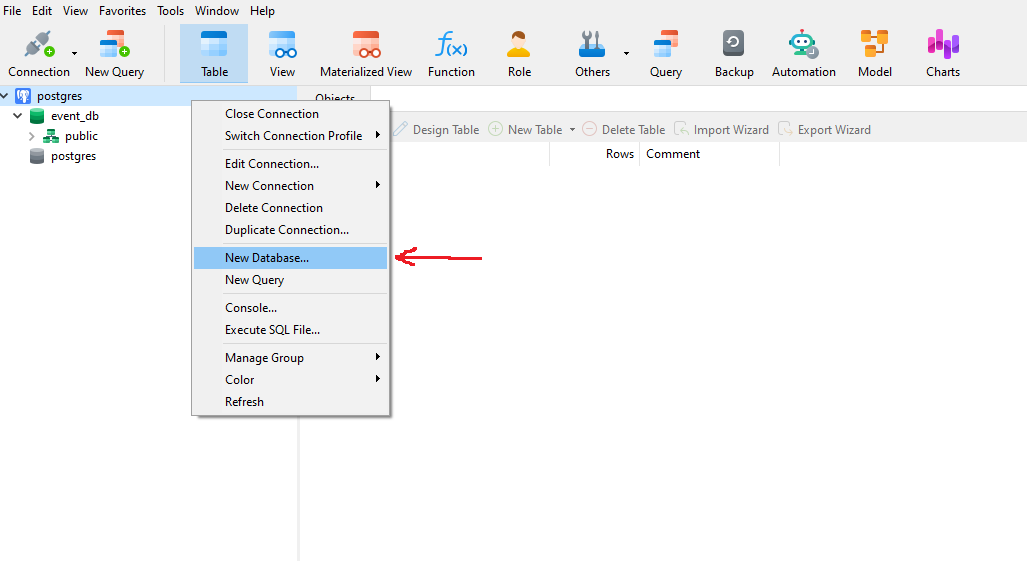 File Edit View Favorites Tools Window Help
Connection New Query Table View Materialized View Function Role Others Query Backup Automation Model Charts
postgres
event_db
public
postgres
Objects
Design Table New Table Delete Table Import Wizard Export Wizard
Rows Comment
Close Connection
Switch Connection Profile
Edit Connection...
New Connection
Delete Connection
Duplicate Connection...
New Database...
New Query
Console...
Execute SQL File...
Manage Group
Color
Refresh